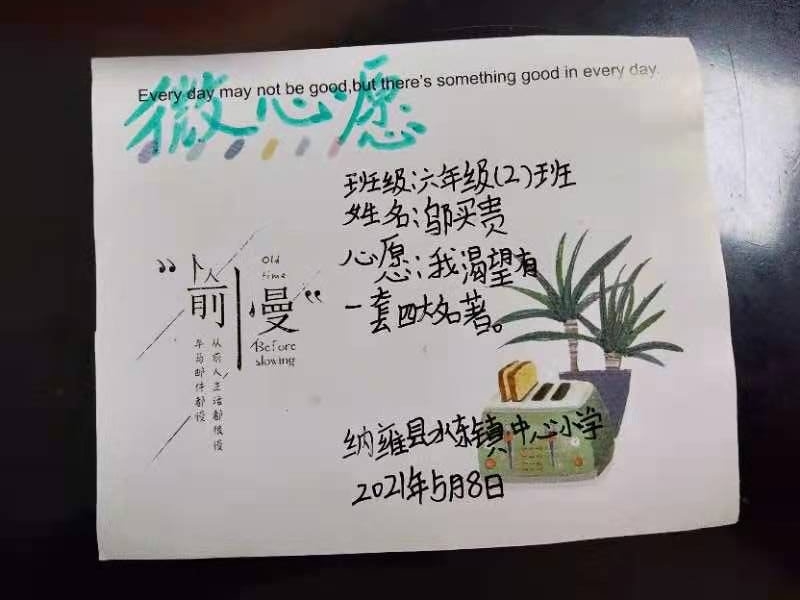 Every day may not be good,but there's something good in every day.
微心愿
班级:六年级(2)班
姓名:邬买贵
心愿:我渴望有
一套四大名著。
从前慢
Old
time
Before
slowing
从前人生活都很慢
车马邮件都慢
纳雍县水东镇中心小学
2021年5月8日